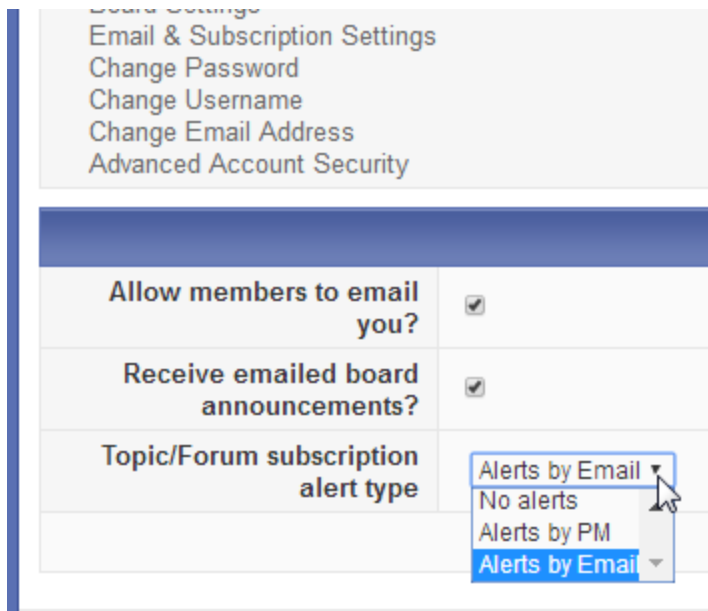 Board Settings
Email & Subscription Settings
Change Password
Change Username
Change Email Address
Advanced Account Security
Allow members to email
you?
Receive emailed board
announcements?
Topic/Forum subscription
alert type
Alerts by Email
No alerts
Alerts by PM
Alerts by Email